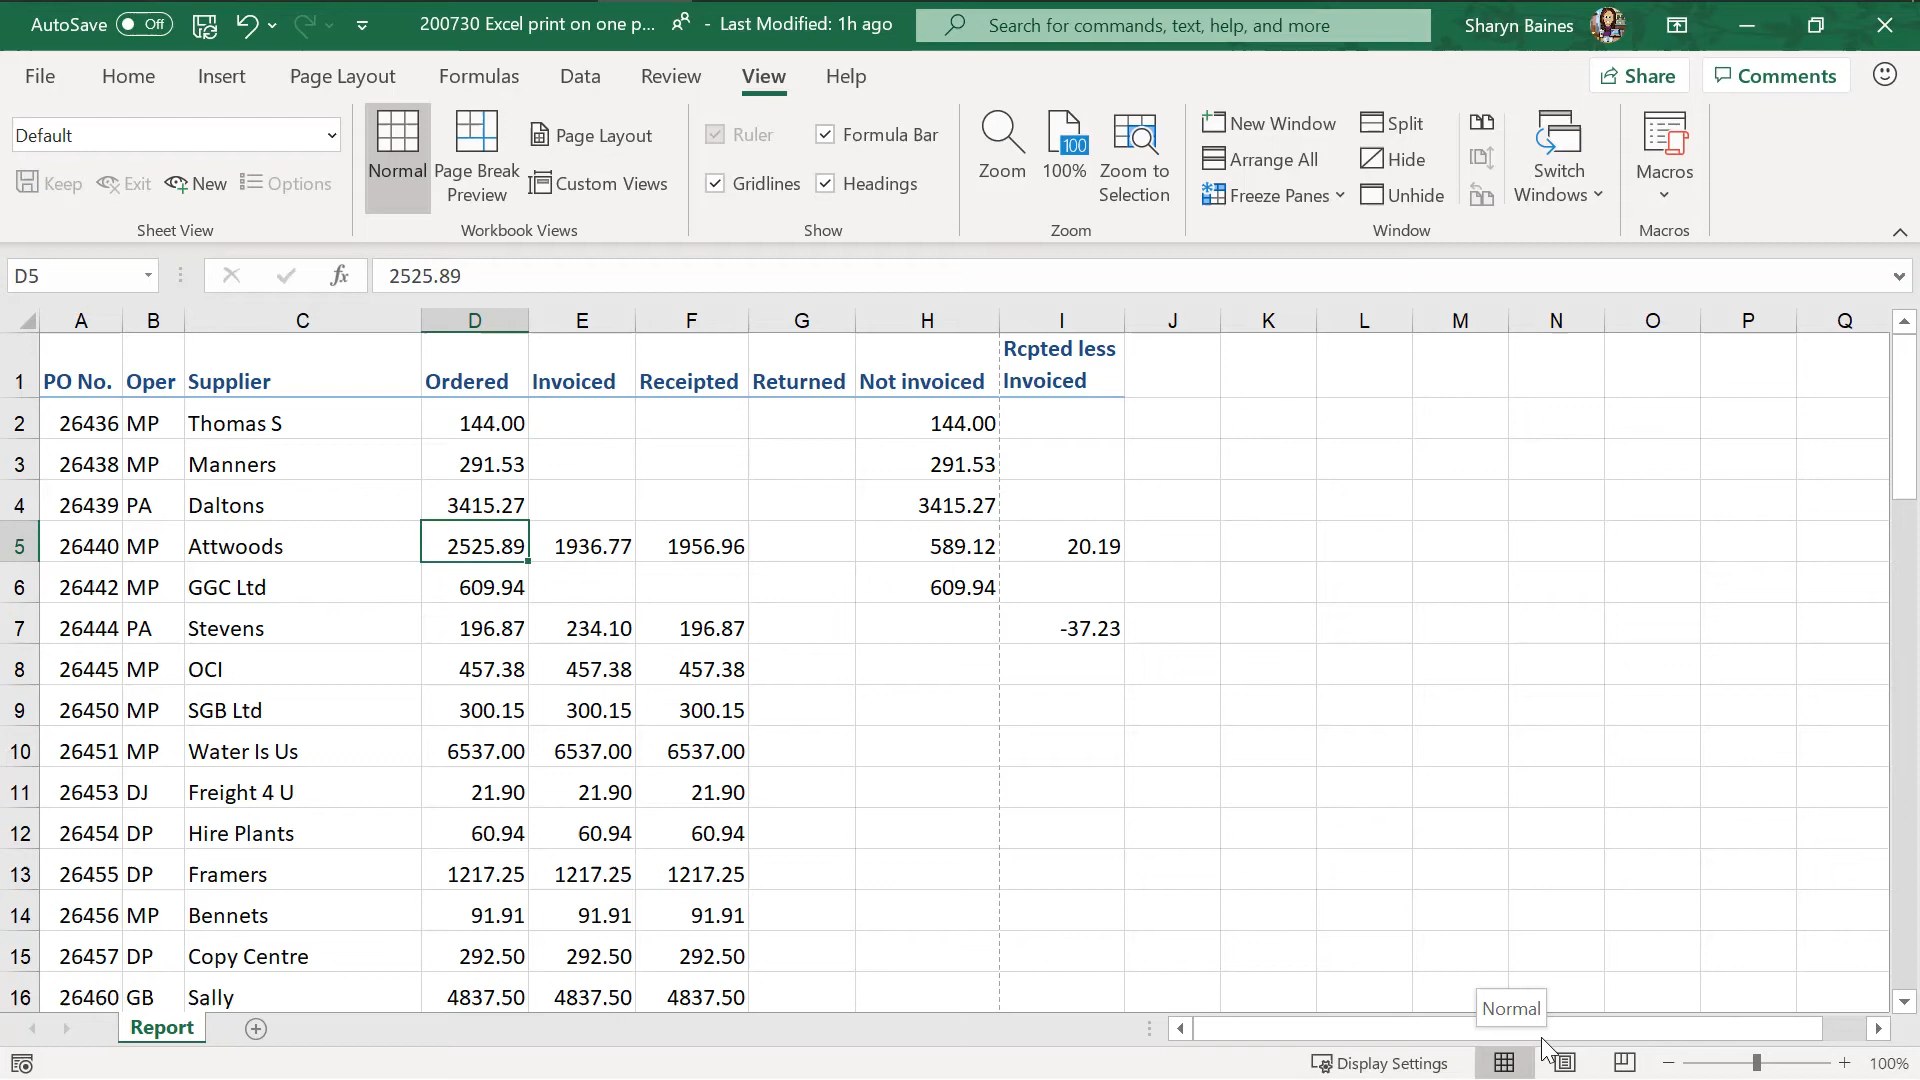 AutoSave Off 200730 Excel print on one p... - Last Modified: 1h ago Search for commands, text, help, and more Sharyn Baines
File Home Insert Page Layout Formulas Data Review View Help Share Comments
Default
Keep Exit New Options
Sheet View
Normal
Page Break Preview
Page Layout
Custom Views
Workbook Views
Ruler Formula Bar
Gridlines Headings
Show
Zoom
100
100%
Zoom to Selection
Zoom
New Window
Arrange All
Freeze Panes
Split
Hide
Unhide
Switch Windows
Window
Macros
Macros
D5 fx 2525.89
A B C D E F G H I J K L M N O P Q
1 PO No. Oper Supplier Ordered Invoiced Receipted Returned Not invoiced Rcpted less Invoiced
2 26436 MP Thomas S 144.00 144.00
3 26438 MP Manners 291.53 291.53
4 26439 PA Daltons 3415.27 3415.27
5 26440 MP Attwoods 2525.89 1936.77 1956.96 589.12 20.19
6 26442 MP GGC Ltd 609.94 609.94
7 26444 PA Stevens 196.87 234.10 196.87 -37.23
8 26445 MP OCI 457.38 457.38 457.38
9 26450 MP SGB Ltd 300.15 300.15 300.15
10 26451 MP Water Is Us 6537.00 6537.00 6537.00
11 26453 DJ Freight 4 U 21.90 21.90 21.90
12 26454 DP Hire Plants 60.94 60.94 60.94
13 26455 DP Framers 1217.25 1217.25 1217.25
14 26456 MP Bennets 91.91 91.91 91.91
15 26457 DP Copy Centre 292.50 292.50 292.50
16 26460 GB Sally 4837.50 4837.50 4837.50
Normal
Report
Display Settings 100%